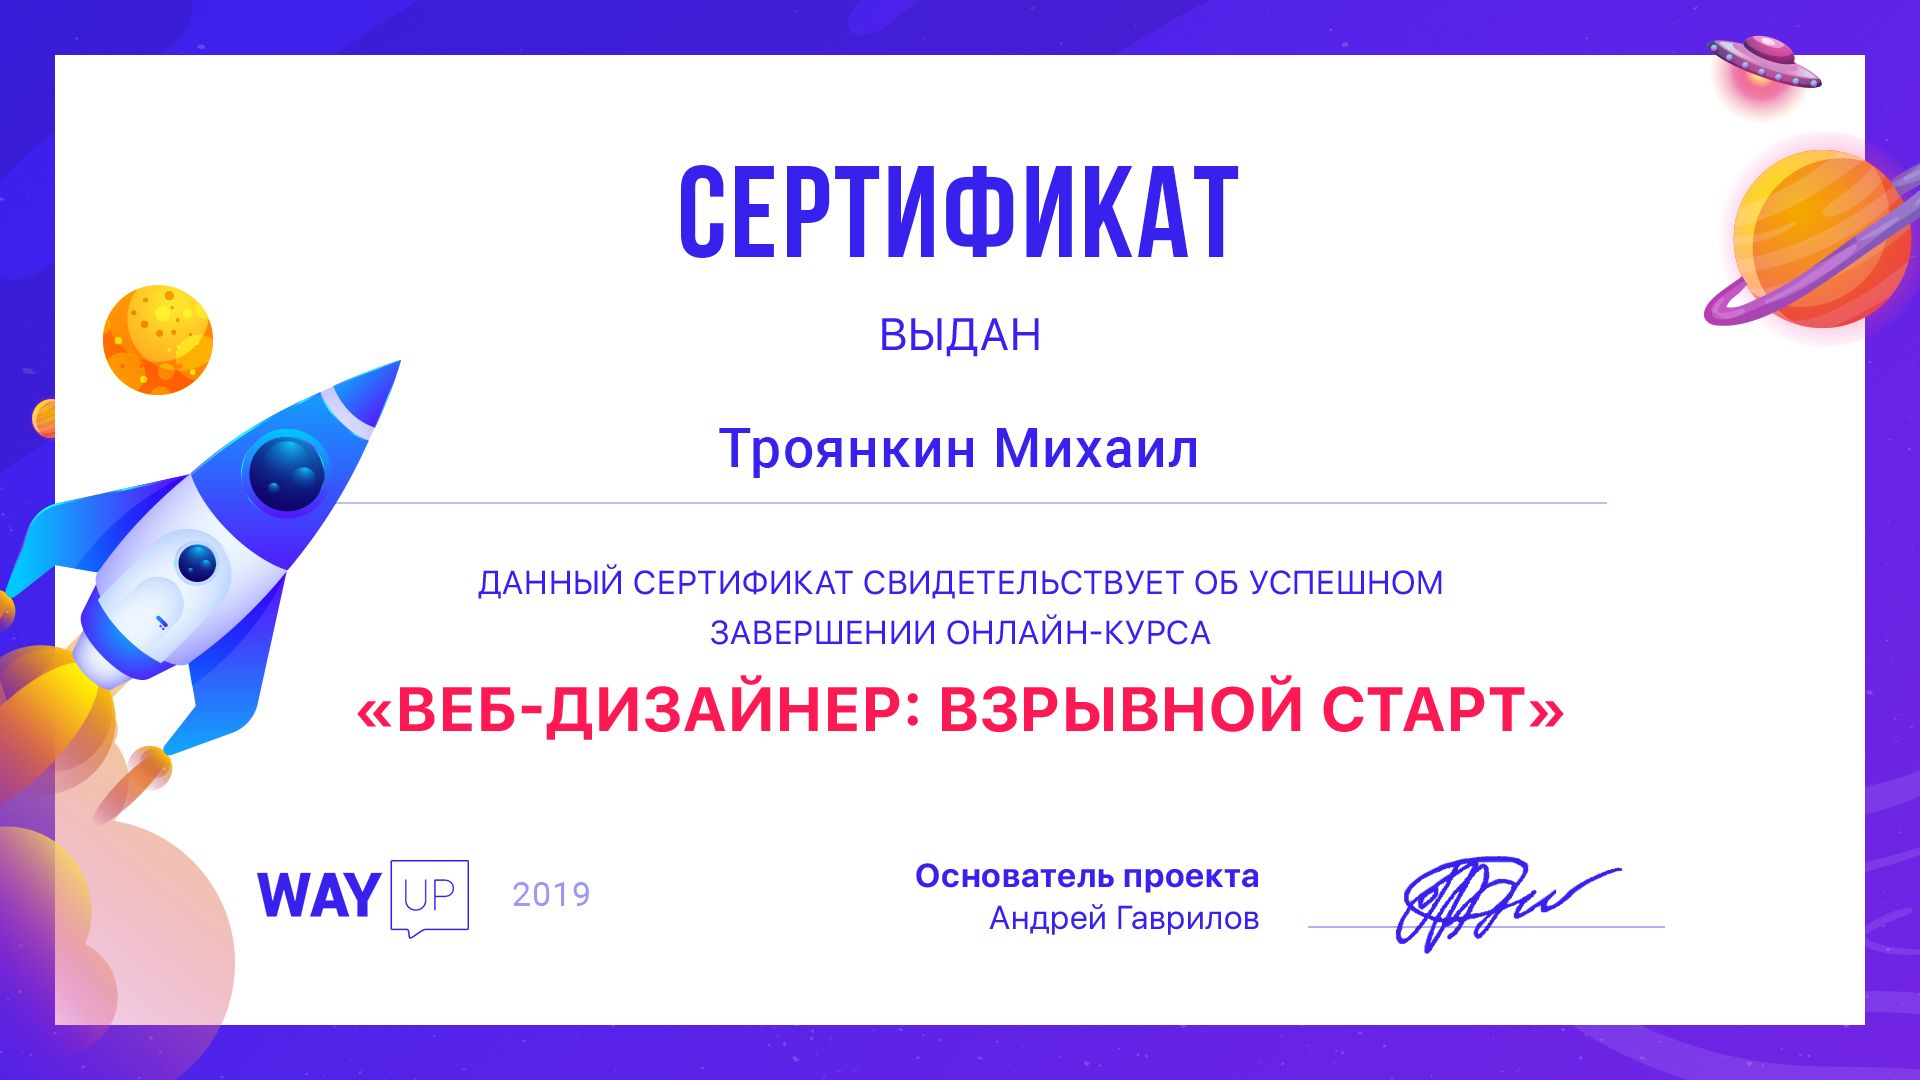 СЕРТИФИКАТ
ВЫДАН
Троянкин Михаил
ДАННЫЙ СЕРТИФИКАТ СВИДЕТЕЛЬСТВУЕТ ОБ УСПЕШНОМ
ЗАВЕРШЕНИИ ОНЛАЙН-КУРСА
«ВЕБ-ДИЗАЙНЕР: ВЗРЫВНОЙ СТАРТ»
WAY UP 2019
Основатель проекта
Андрей Гаврилов